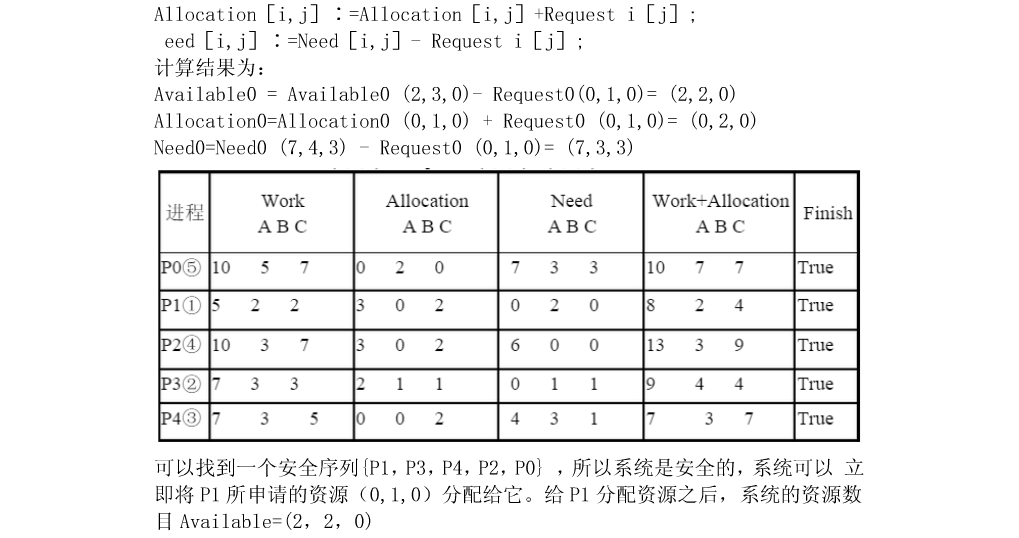 Allocation [i,j] :=Allocation [i,j] +Request i [j] ;
eed [i,j] :=Need [i,j] - Request i [j] ;
计算结果为:
Available0 = Available0 (2,3,0)- Request0(0,1,0)= (2,2,0)
Allocation0=Allocation0 (0,1,0) + Request0 (0,1,0)= (0,2,0)
Need0=Need0 (7,4,3) - Request0 (0,1,0)= (7,3,3)
进程 Work A B C Allocation A B C Need A B C Work+Allocation A B C Finish
P0⑤ 10 5 7 0 2 0 7 3 3 10 7 7 True
P1① 5 2 2 3 0 2 0 2 0 8 2 4 True
P2④ 10 3 7 3 0 2 6 0 0 13 3 9 True
P3② 7 3 3 2 1 1 0 1 1 9 4 4 True
P4③ 7 3 5 0 0 2 4 3 1 7 3 7 True
可以找到一个安全序列{P1, P3, P4, P2, P0} ,所以系统是安全的,系统可以 立
即将 P1 所申请的资源（0,1,0）分配给它。给 P1 分配资源之后, 系统的资源数
目 Available=(2, 2, 0)